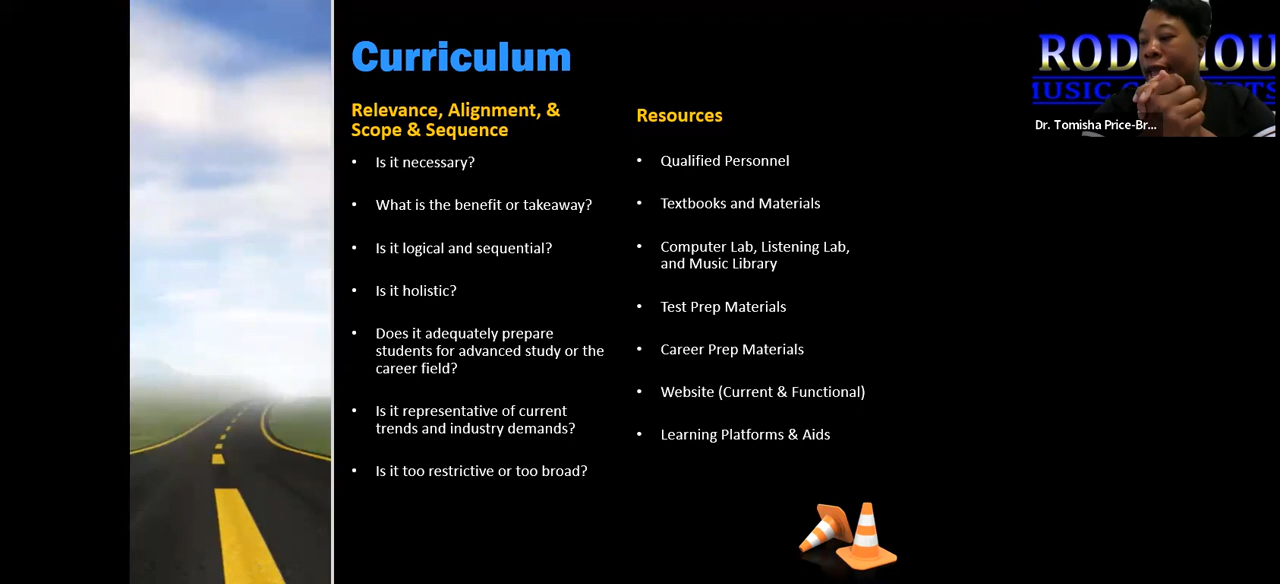 Curriculum
Relevance, Alignment, &
Scope & Sequence
• Is it necessary?
• What is the benefit or takeaway?
• Is it logical and sequential?
• Is it holistic?
• Does it adequately prepare
students for advanced study or the
career field?
• Is it representative of current
trends and industry demands?
• Is it too restrictive or too broad?
Resources
• Qualified Personnel
• Textbooks and Materials
• Computer Lab, Listening Lab,
and Music Library
• Test Prep Materials
• Career Prep Materials
• Website (Current & Functional)
• Learning Platforms & Aids
Dr. Tomisha Price-Br...